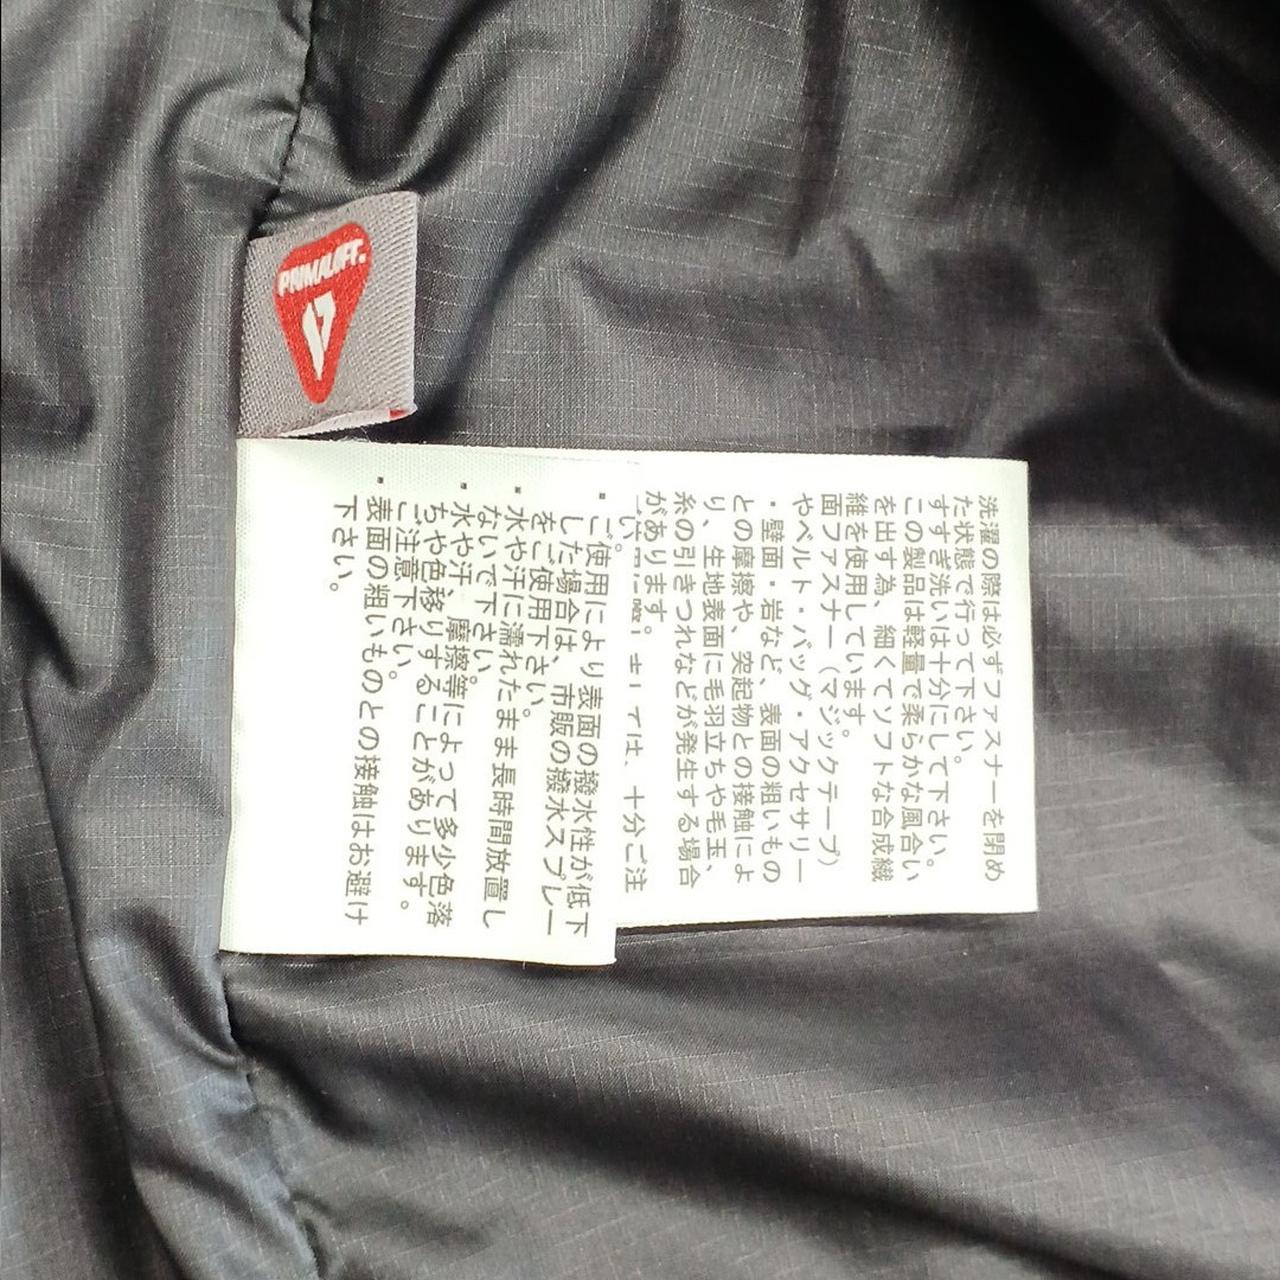 PRIMALOFT.
洗濯の際は必ずファスナーを閉め
た状態で行って下さい。
すすぎ洗いは十分にして下さい。
この製品は軽量で柔らかな風合い
を出す為、細くてソフトな合成繊
維を使用しています。
面ファスナー（マジックテープ）
やベルト・バッグ・アクセサリー
・壁面・岩など、表面の粗いもの
との摩擦や、突起物との接触によ
り、生地表面に毛羽立ちや毛玉、
糸の引きつれなどが発生する場合
があります。
ては、十分ご注
い。
・ご使用により表面の撥水性が低下
した場合は、市販の撥水スプレー
をご使用下さい。
・水や汗に濡れたまま長時間放置し
ないで下さい。
・水や汗、摩擦等によって多少色落
ちや色移りすることがあります。
ご注意下さい。
・表面の粗いものとの接触はお避け
下さい。